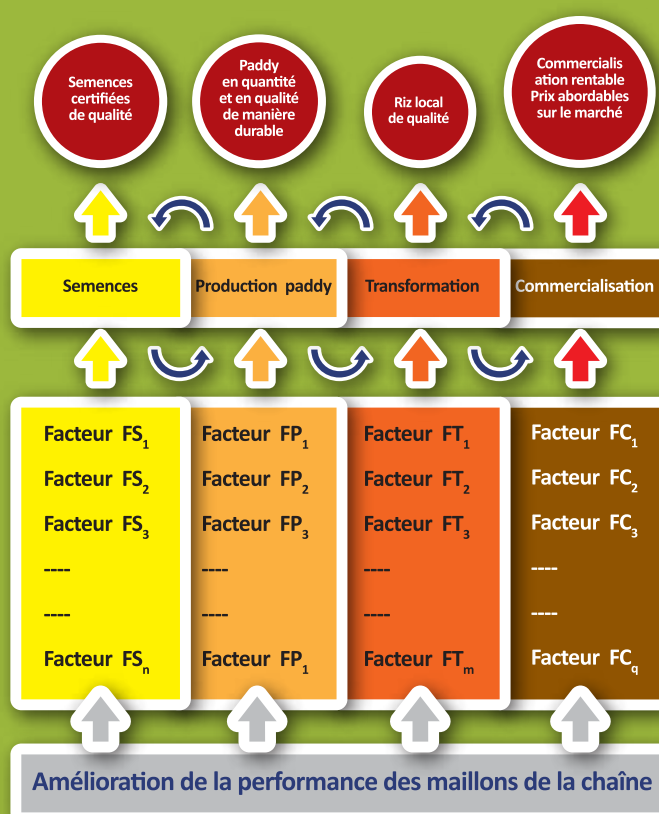 Semences
certifiées
de qualité
Paddy
en quantité
et en qualité
de manière
durable
Riz local
de qualité
Commercialis
ation rentable
Prix abordables
sur le marché
Semences
Production paddy
Transformation
Commercialisation
Facteur FS1
Facteur FS2
Facteur FS3
----
----
Facteur FSn
Facteur FP1
Facteur FP2
Facteur FP3
----
----
Facteur FP1
Facteur FT1
Facteur FT2
Facteur FT3
----
----
Facteur FTm
Facteur FC1
Facteur FC2
Facteur FC3
----
----
Facteur FCq
Amélioration de la performance des maillons de la chaîne